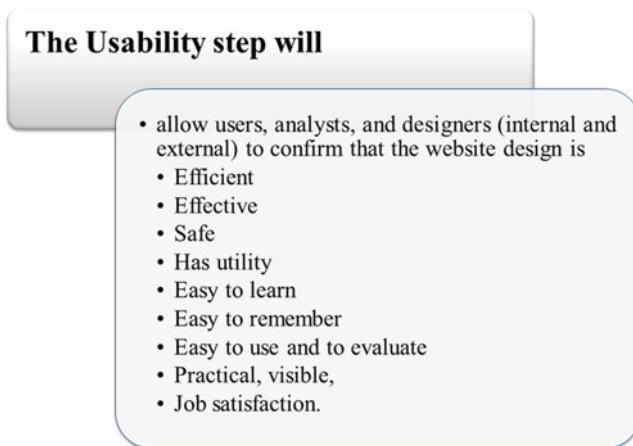 The Usability step will
• allow users, analysts, and designers (internal and
external) to confirm that the website design is
• Efficient
• Effective
• Safe
• Has utility
• Easy to learn
• Easy to remember
• Easy to use and to evaluate
• Practical, visible,
• Job satisfaction.